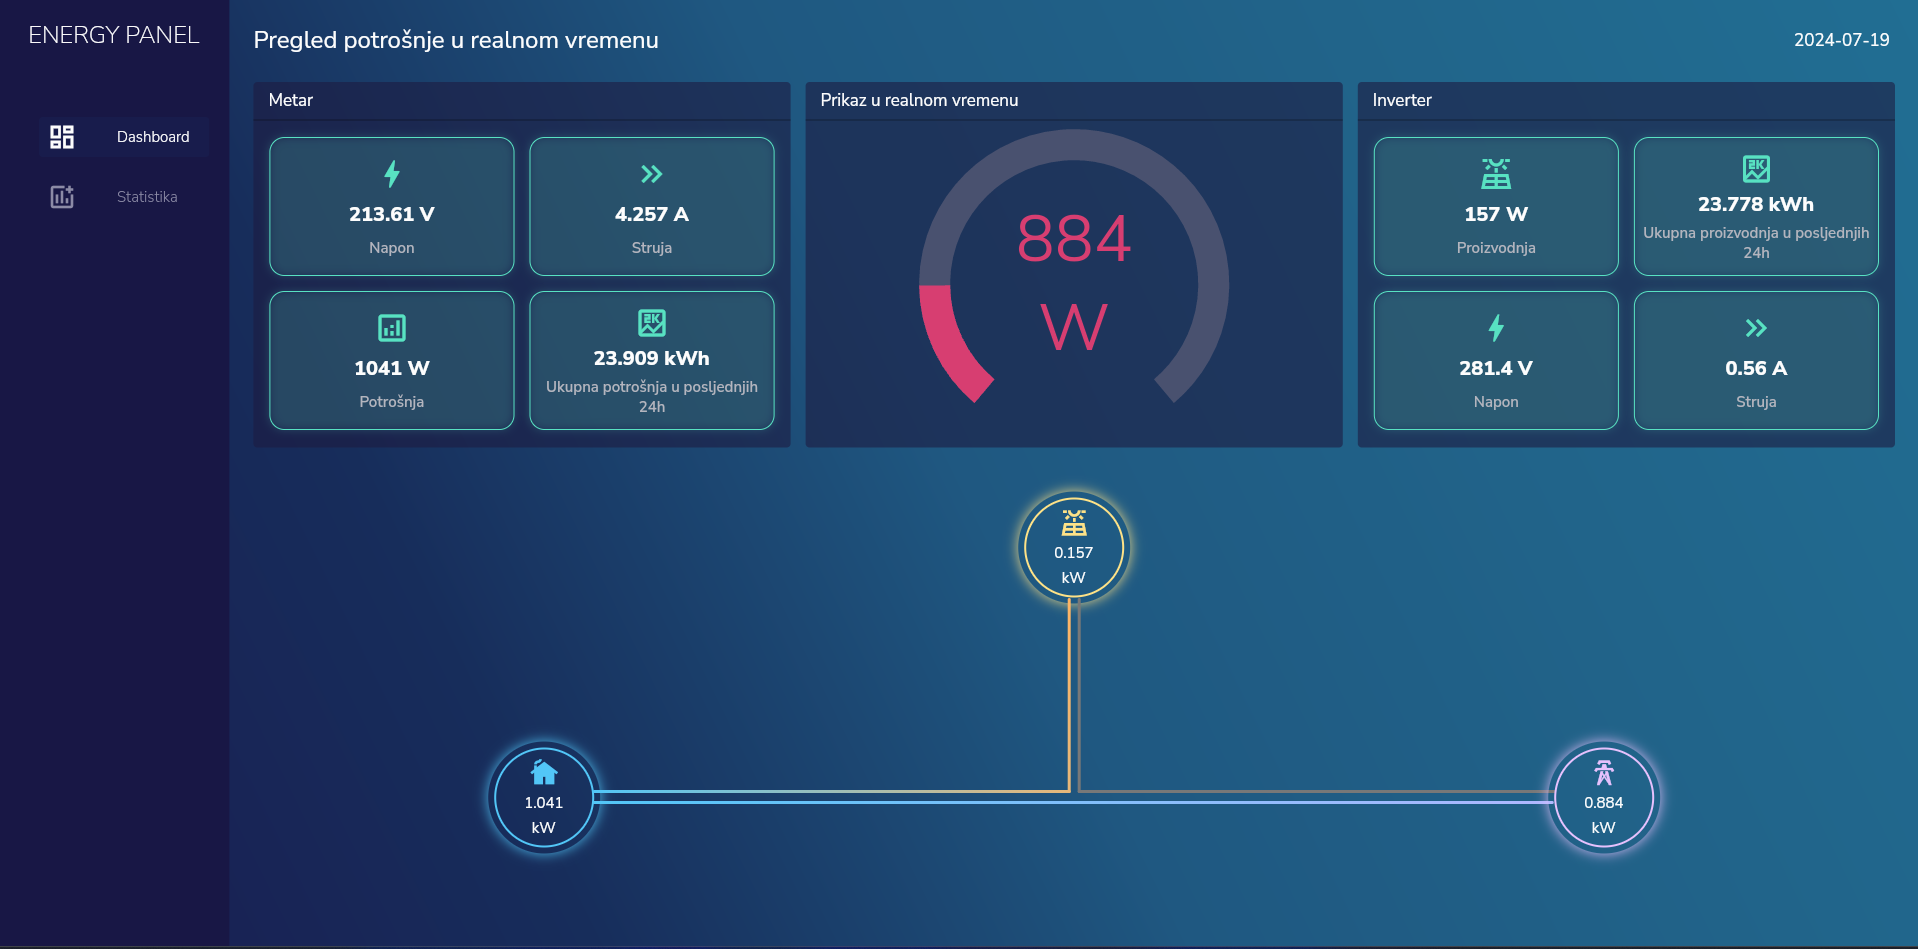 ENERGY PANEL
Dashboard
Statistika
Pregled potrošnje u realnom vremenu
2024-07-19
Metar
213.61 V
Napon
4.257 A
Struja
1041 W
Potrošnja
2K
23.909 kWh
Ukupna potrošnja u posljednjih
24h
Prikaz u realnom vremenu
884
W
Inverter
157 W
Proizvodnja
2K
23.778 kWh
Ukupna proizvodnja u posljednjih
24h
281.4 V
Napon
0.56 A
Struja
0.157
kW
1.041
kW
0.884
kW